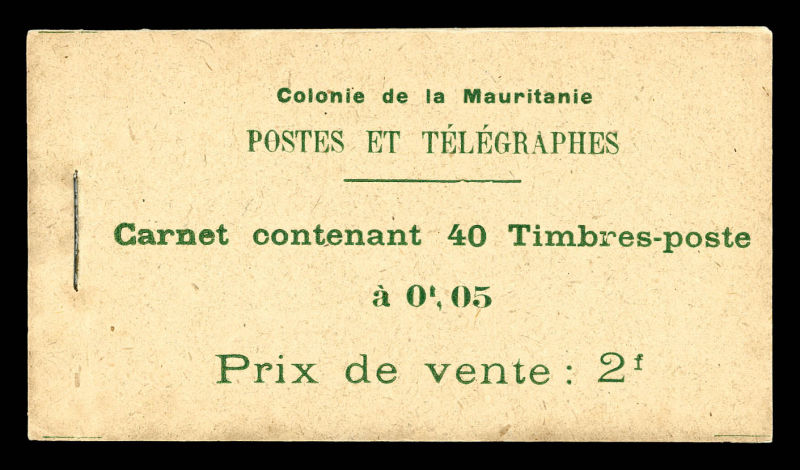 Colonie de la Mauritanie
POSTES ET TÉLÉGRAPHES
Carnet contenant 40 Timbres-poste
à 0ᶠ, 05
Prix de vente : 2ᶠ